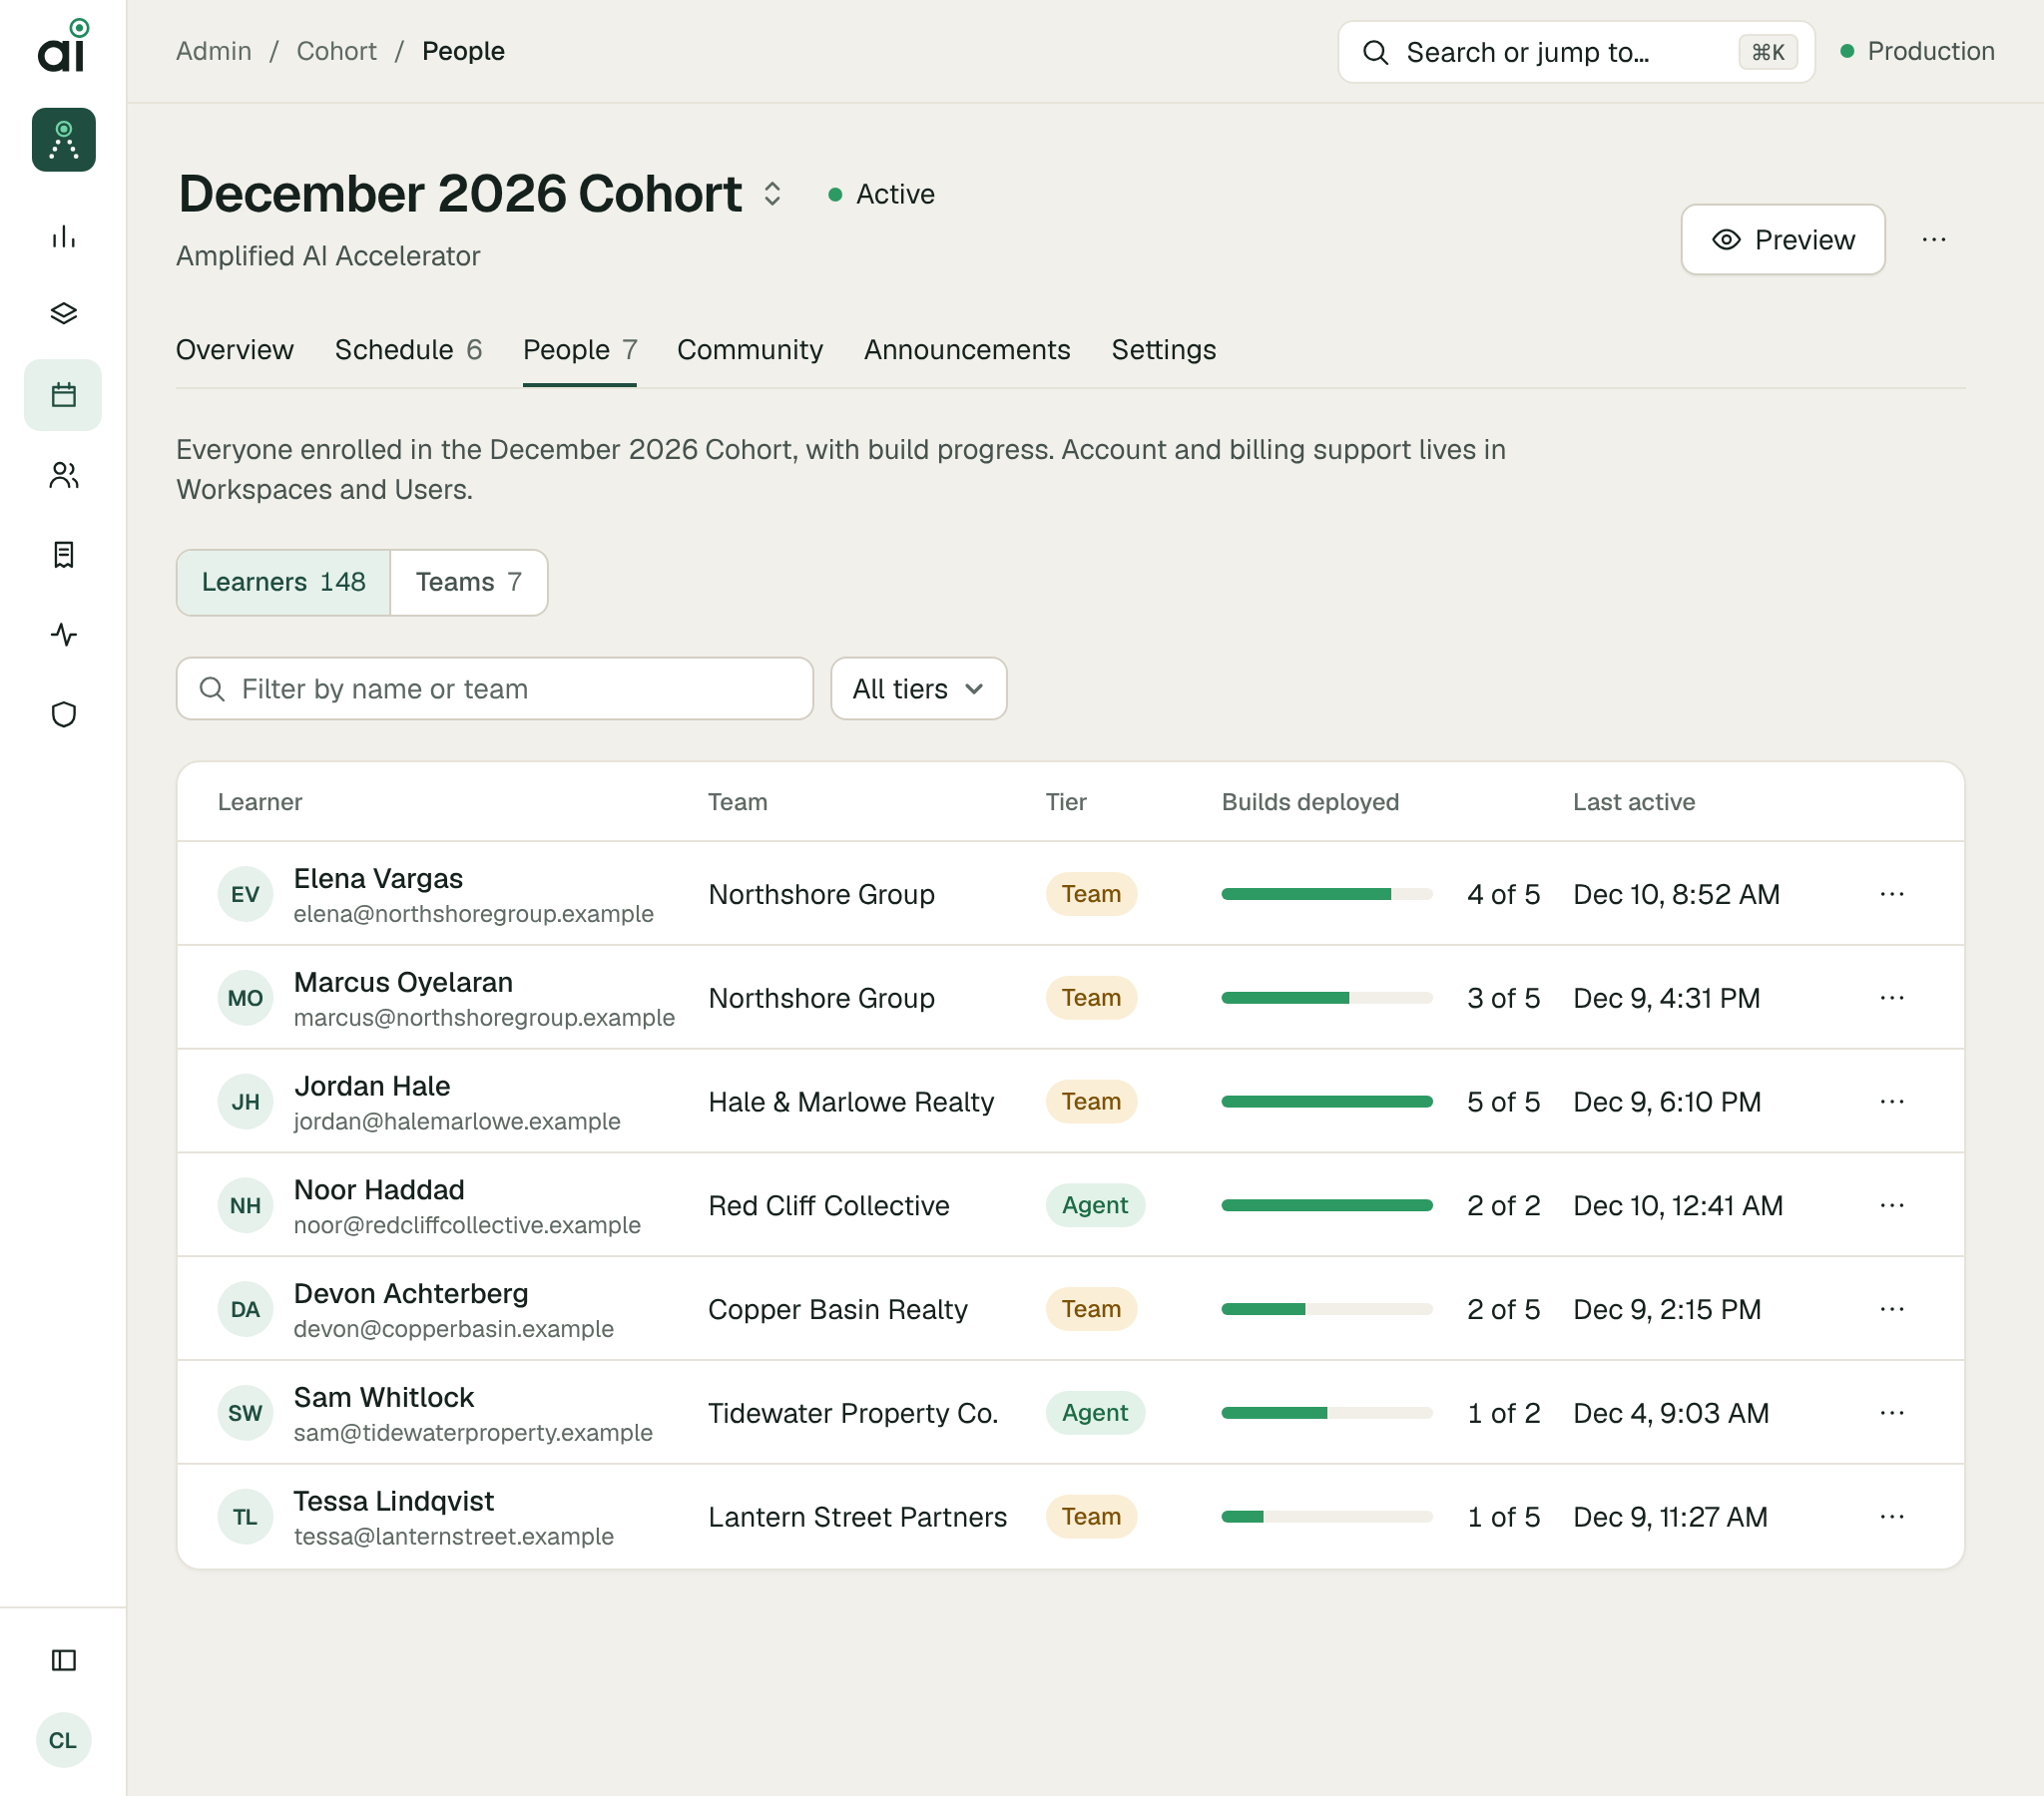 ai
Admin / Cohort / People
Search or jump to... ⌘K
Production
December 2026 Cohort
Active
Amplified AI Accelerator
Preview
Overview
Schedule 6
People 7
Community
Announcements
Settings
Everyone enrolled in the December 2026 Cohort, with build progress. Account and billing support lives in
Workspaces and Users.
Learners 148
Teams 7
Filter by name or team
All tiers
Learner
Team
Tier
Builds deployed
Last active
EV
Elena Vargas
elena@northshoregroup.example
Northshore Group
Team
4 of 5
Dec 10, 8:52 AM
MO
Marcus Oyelaran
marcus@northshoregroup.example
Northshore Group
Team
3 of 5
Dec 9, 4:31 PM
JH
Jordan Hale
jordan@halemarlowe.example
Hale & Marlowe Realty
Team
5 of 5
Dec 9, 6:10 PM
NH
Noor Haddad
noor@redcliffcollective.example
Red Cliff Collective
Agent
2 of 2
Dec 10, 12:41 AM
DA
Devon Achterberg
devon@copperbasin.example
Copper Basin Realty
Team
2 of 5
Dec 9, 2:15 PM
SW
Sam Whitlock
sam@tidewaterproperty.example
Tidewater Property Co.
Agent
1 of 2
Dec 4, 9:03 AM
TL
Tessa Lindqvist
tessa@lanternstreet.example
Lantern Street Partners
Team
1 of 5
Dec 9, 11:27 AM
CL